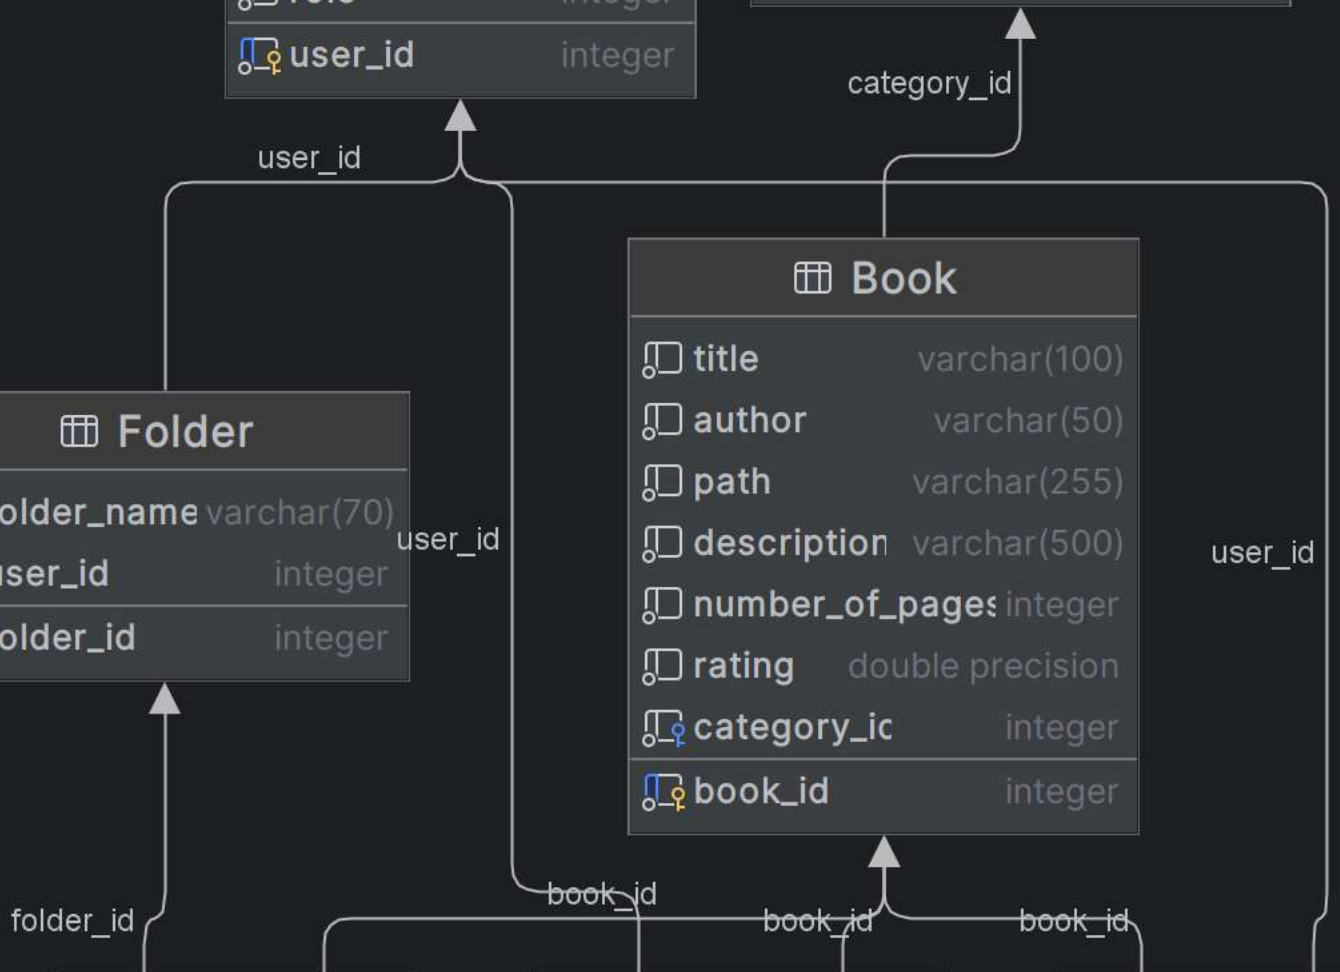 user_id integer
category_id
user_id
Book
title varchar(100)
author varchar(50)
path varchar(255)
description varchar(500)
number_of_pages integer
rating double precision
category_ic integer
book_id integer
Folder
older_name varchar(70)
user_id integer
older_id integer
user_id
user_id
folder_id
book_id
book_id
book_id